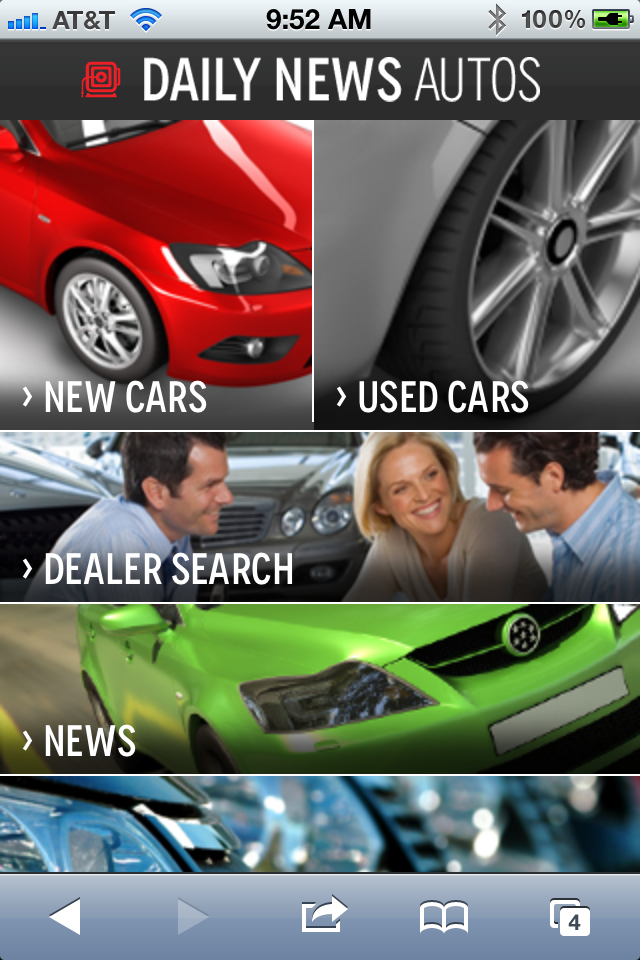 AT&T 9:52 AM 100%
DAILY NEWS AUTOS
› NEW CARS
› USED CARS
› DEALER SEARCH
› NEWS
4